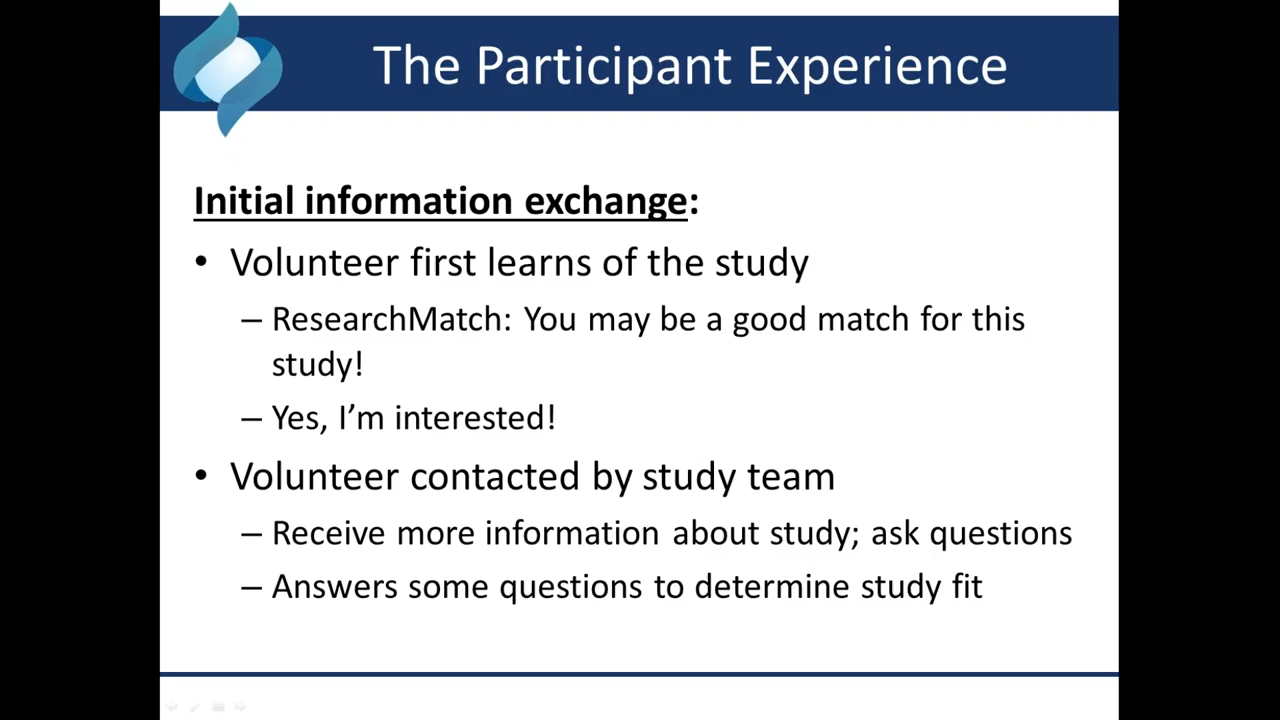 The Participant Experience
Initial information exchange:
• Volunteer first learns of the study
– ResearchMatch: You may be a good match for this
study!
– Yes, I’m interested!
• Volunteer contacted by study team
– Receive more information about study; ask questions
– Answers some questions to determine study fit